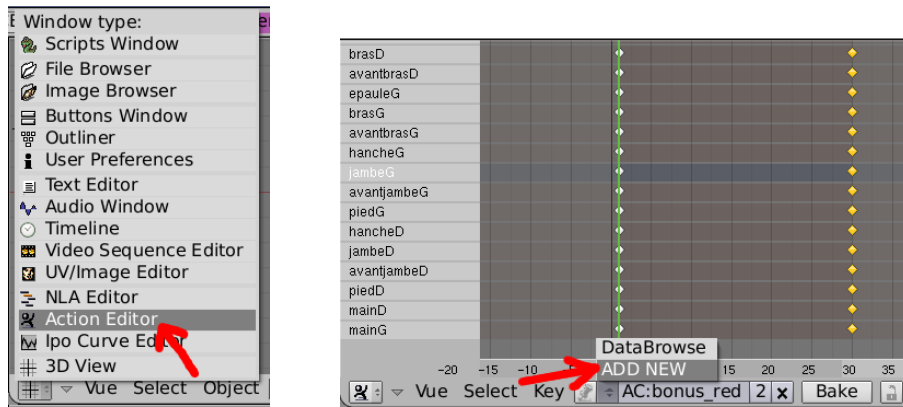 Window type:
Scripts Window
File Browser
Image Browser
Buttons Window
Outliner
User Preferences
Text Editor
Audio Window
Timeline
Video Sequence Editor
UV/Image Editor
NLA Editor
Action Editor
Ipo Curve Editor
3D View
Vue Select Object
brasD
avantbrasD
epauleG
brasG
avantbrasG
hancheG
jambeG
avantjambeG
piedG
hancheD
jambeD
avantjambeD
piedD
mainD
mainG
DataBrowse
ADD NEW
-20 -15 -10 15 20 25 30 35
Vue Select Key AC:bonus_red 2 x Bake